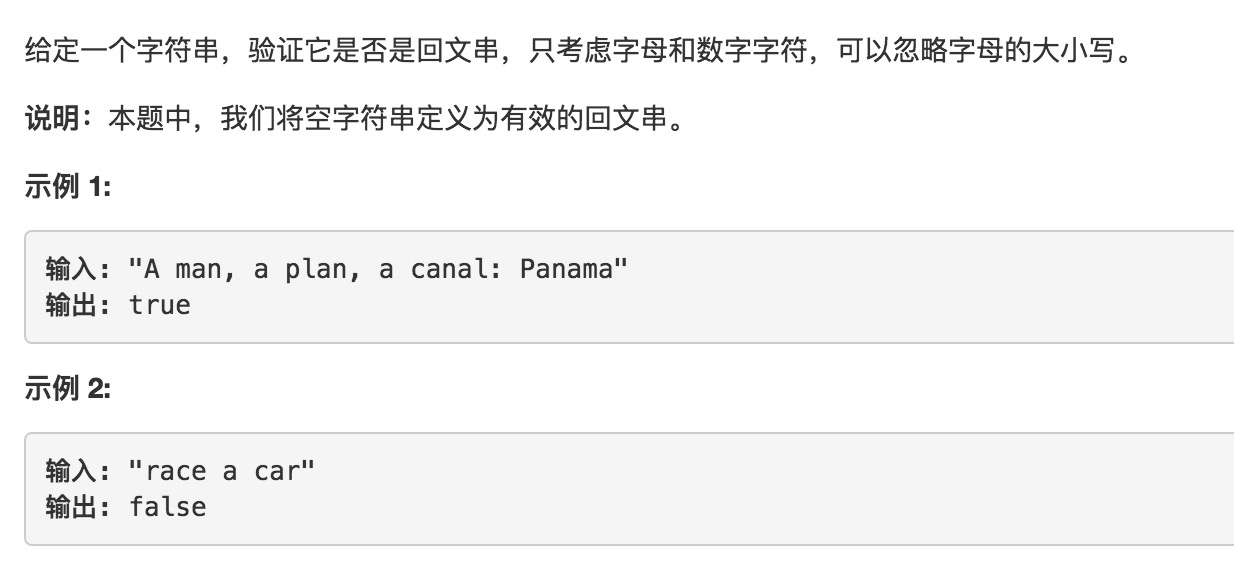 给定一个字符串，验证它是否是回文串，只考虑字母和数字字符，可以忽略字母的大小写。
说明：本题中，我们将空字符串定义为有效的回文串。
示例 1:
输入: "A man, a plan, a canal: Panama"
输出: true
示例 2:
输入: "race a car"
输出: false